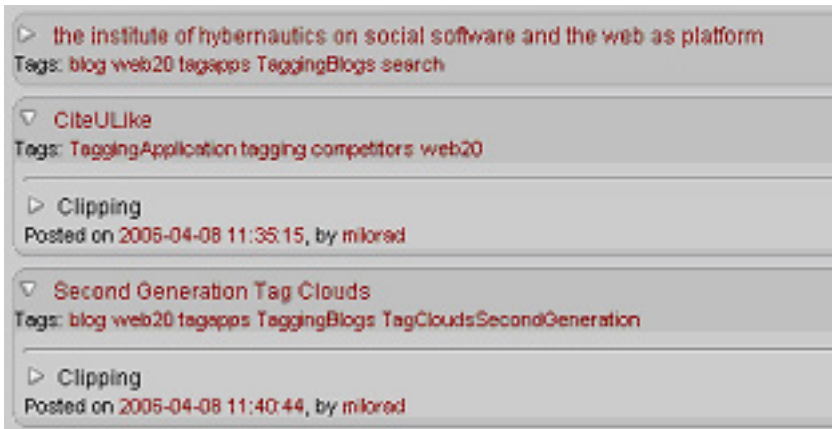 the institute of hybernautics on social software and the web as platform
Tags: blog web20 tagapps TaggingBlogs search
CiteULike
Tags: TaggingApplication tagging competitors web20
Clipping
Posted on 2006-04-08 11:35:15, by milorad
Second Generation Tag Clouds
Tags: blog web20 tagapps TaggingBlogs TagCloudsSecondGeneration
Clipping
Posted on 2006-04-08 11:40:44, by milorad